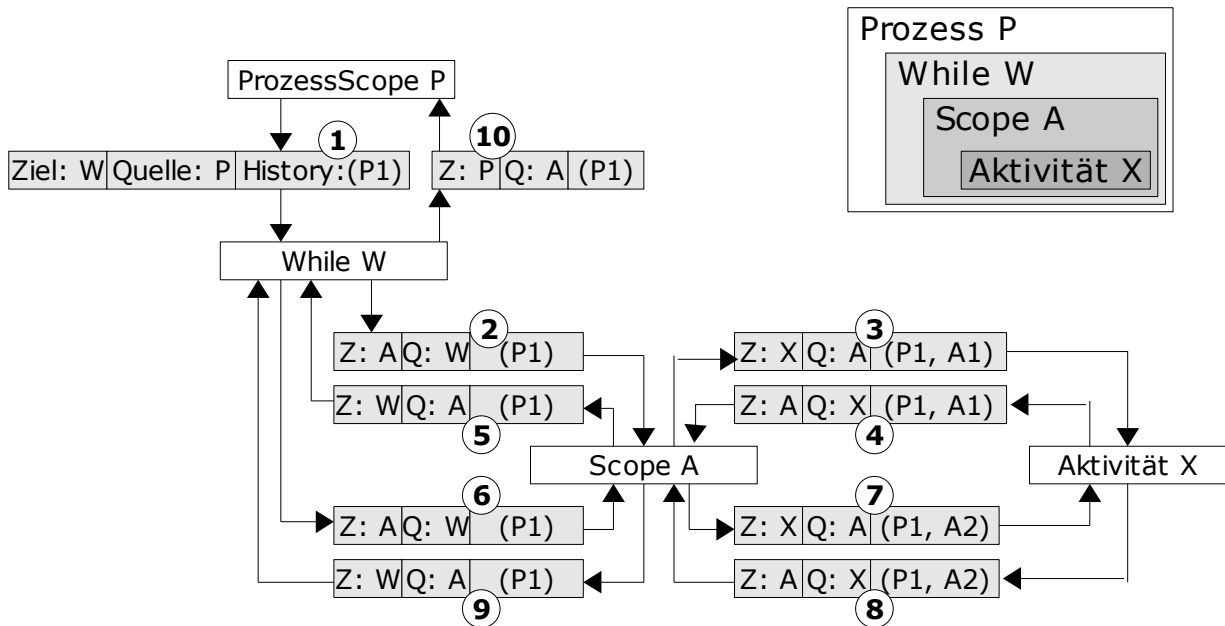 Prozess P
While W
Scope A
Aktivität X
ProzessScope P
1
10
Ziel: W Quelle: P History:(P1)
Z: P Q: A (P1)
While W
2
3
Z: A Q: W (P1)
Z: X Q: A (P1, A1)
Z: W Q: A (P1)
Z: A Q: X (P1, A1)
5
4
Scope A
Aktivität X
6
7
Z: A Q: W (P1)
Z: X Q: A (P1, A2)
Z: W Q: A (P1)
Z: A Q: X (P1, A2)
9
8